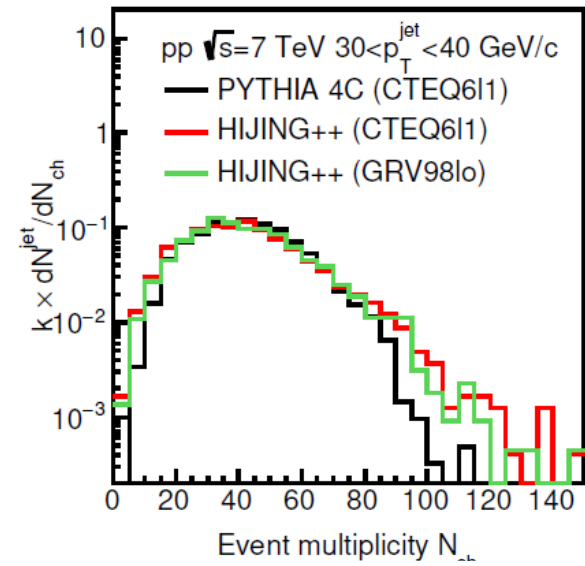 pp √s=7 TeV 30<p_T^jet<40 GeV/c
PYTHIA 4C (CTEQ6l1)
HIJING++ (CTEQ6l1)
HIJING++ (GRV98lo)
k × dN^jet/dN_ch
10
1
10^-1
10^-2
10^-3
0 20 40 60 80 100 120 140
Event multiplicity N_ch